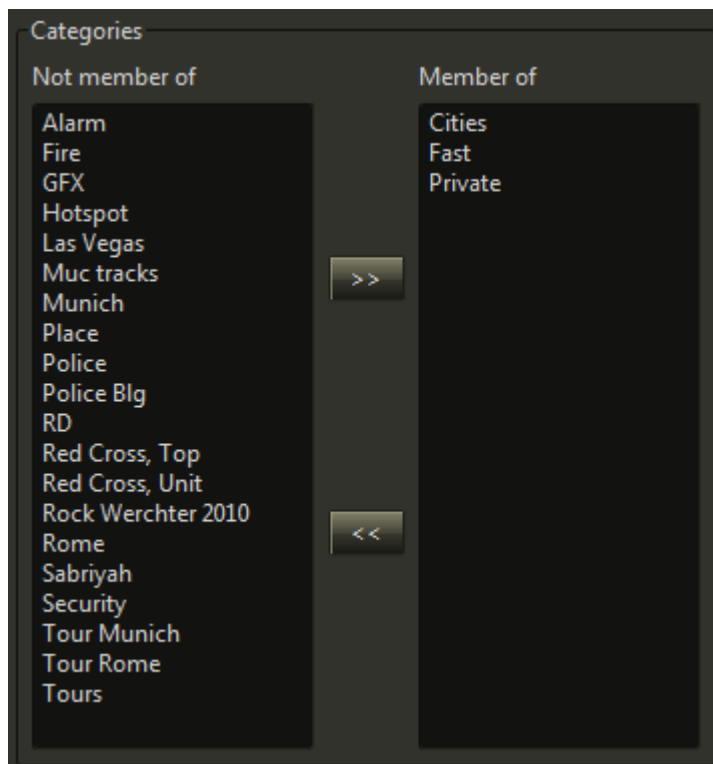 Categories
Not member of
Alarm
Fire
GFX
Hotspot
Las Vegas
Muc tracks
Munich
Place
Police
Police Blg
RD
Red Cross, Top
Red Cross, Unit
Rock Werchter 2010
Rome
Sabriyah
Security
Tour Munich
Tour Rome
Tours
>>
<<
Member of
Cities
Fast
Private